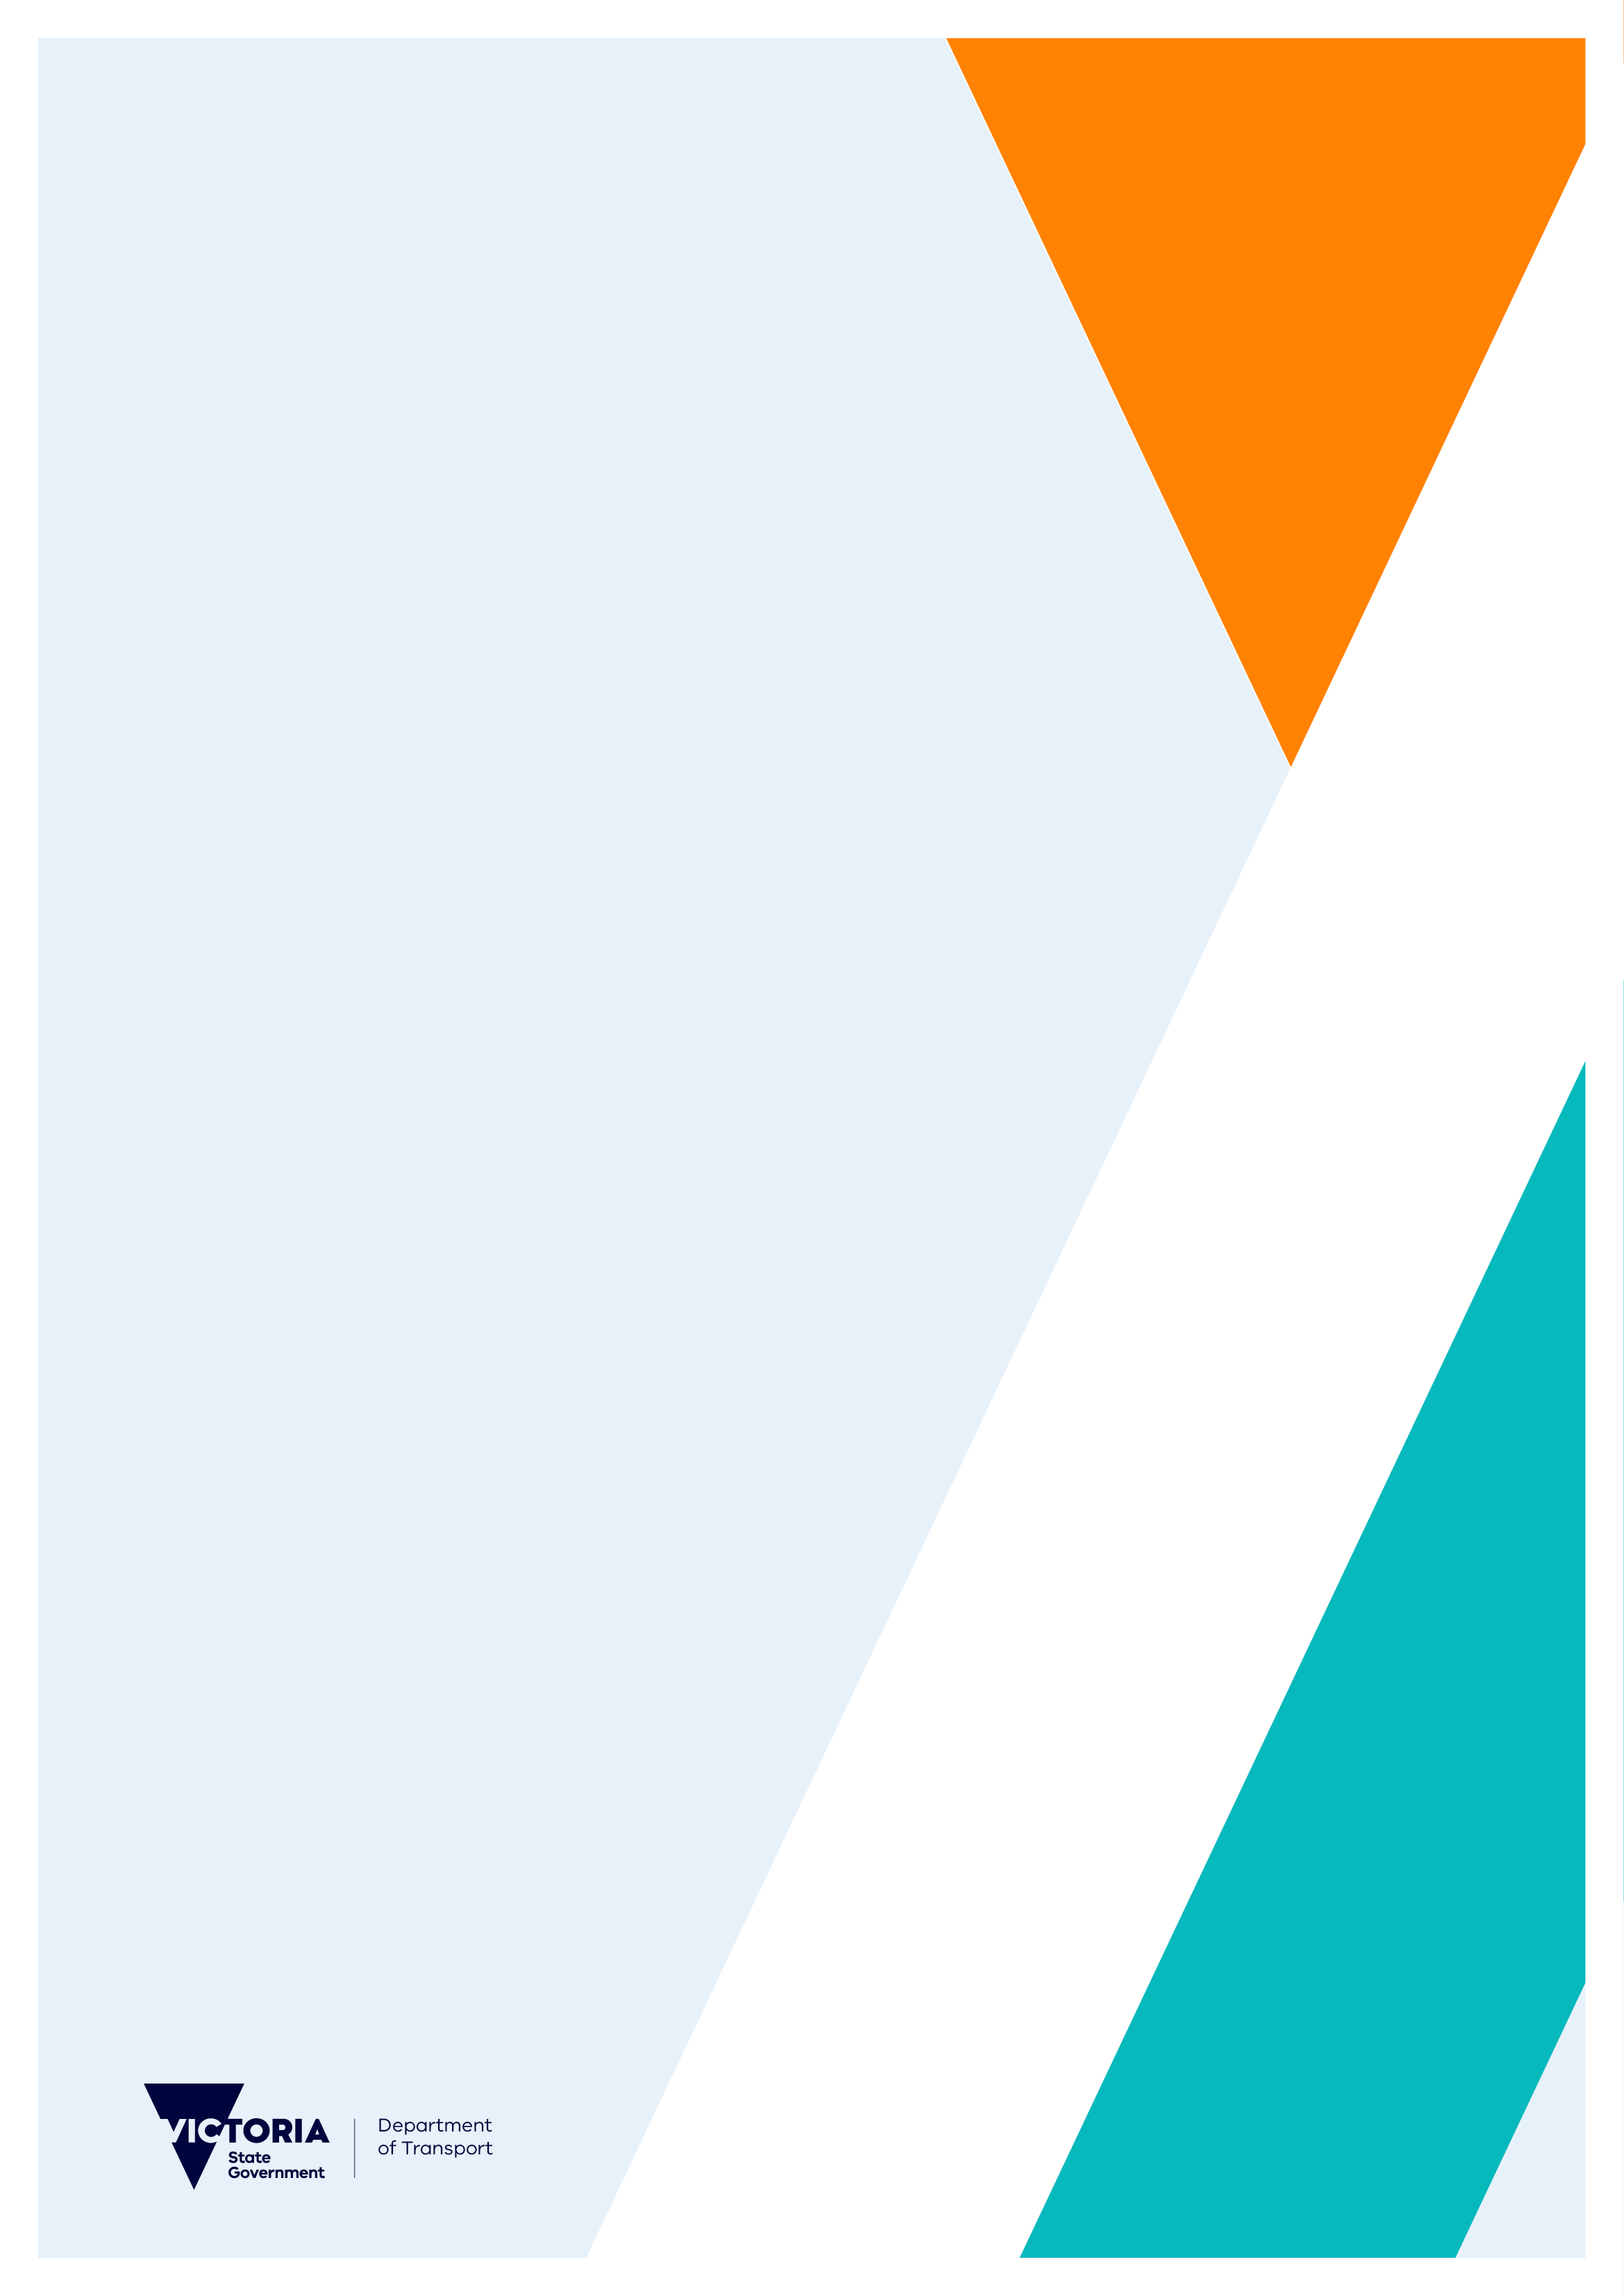 VICTORIA
State
Government
Department
of Transport